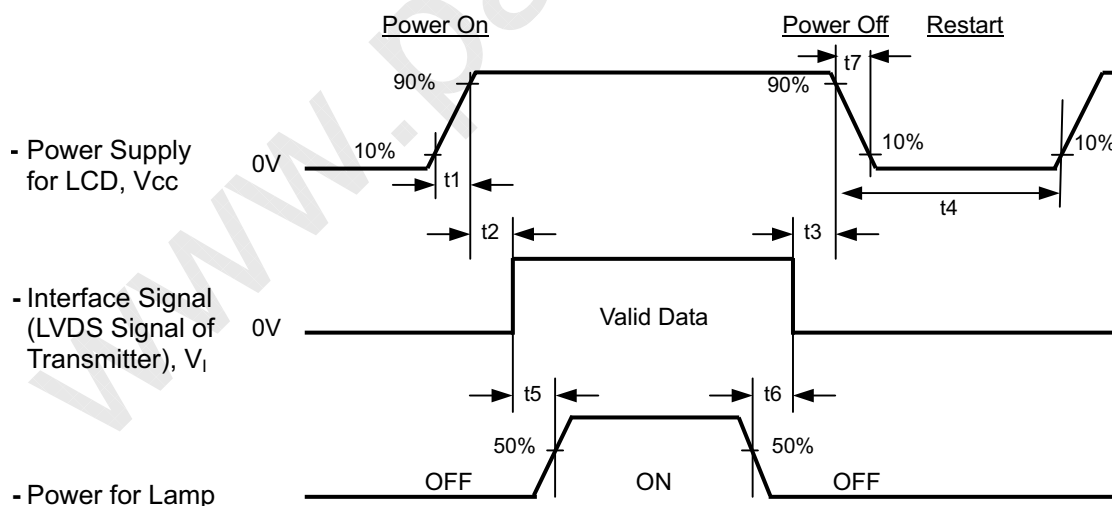 Power On Power Off Restart
t7
90% 90%
- Power Supply
for LCD, Vcc
0V 10% 10% 10%
t1
t4
t2 t3
- Interface Signal
(LVDS Signal of
Transmitter), VI
0V Valid Data
t5 t6
50% 50%
OFF ON OFF
- Power for Lamp
www.pa